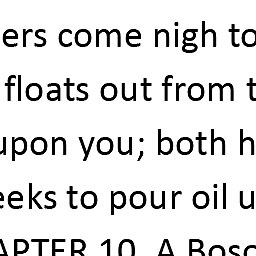 ers come nigh to
floats out from t
upon you; both h
eeks to pour oil u
APTER 10. A Bosc